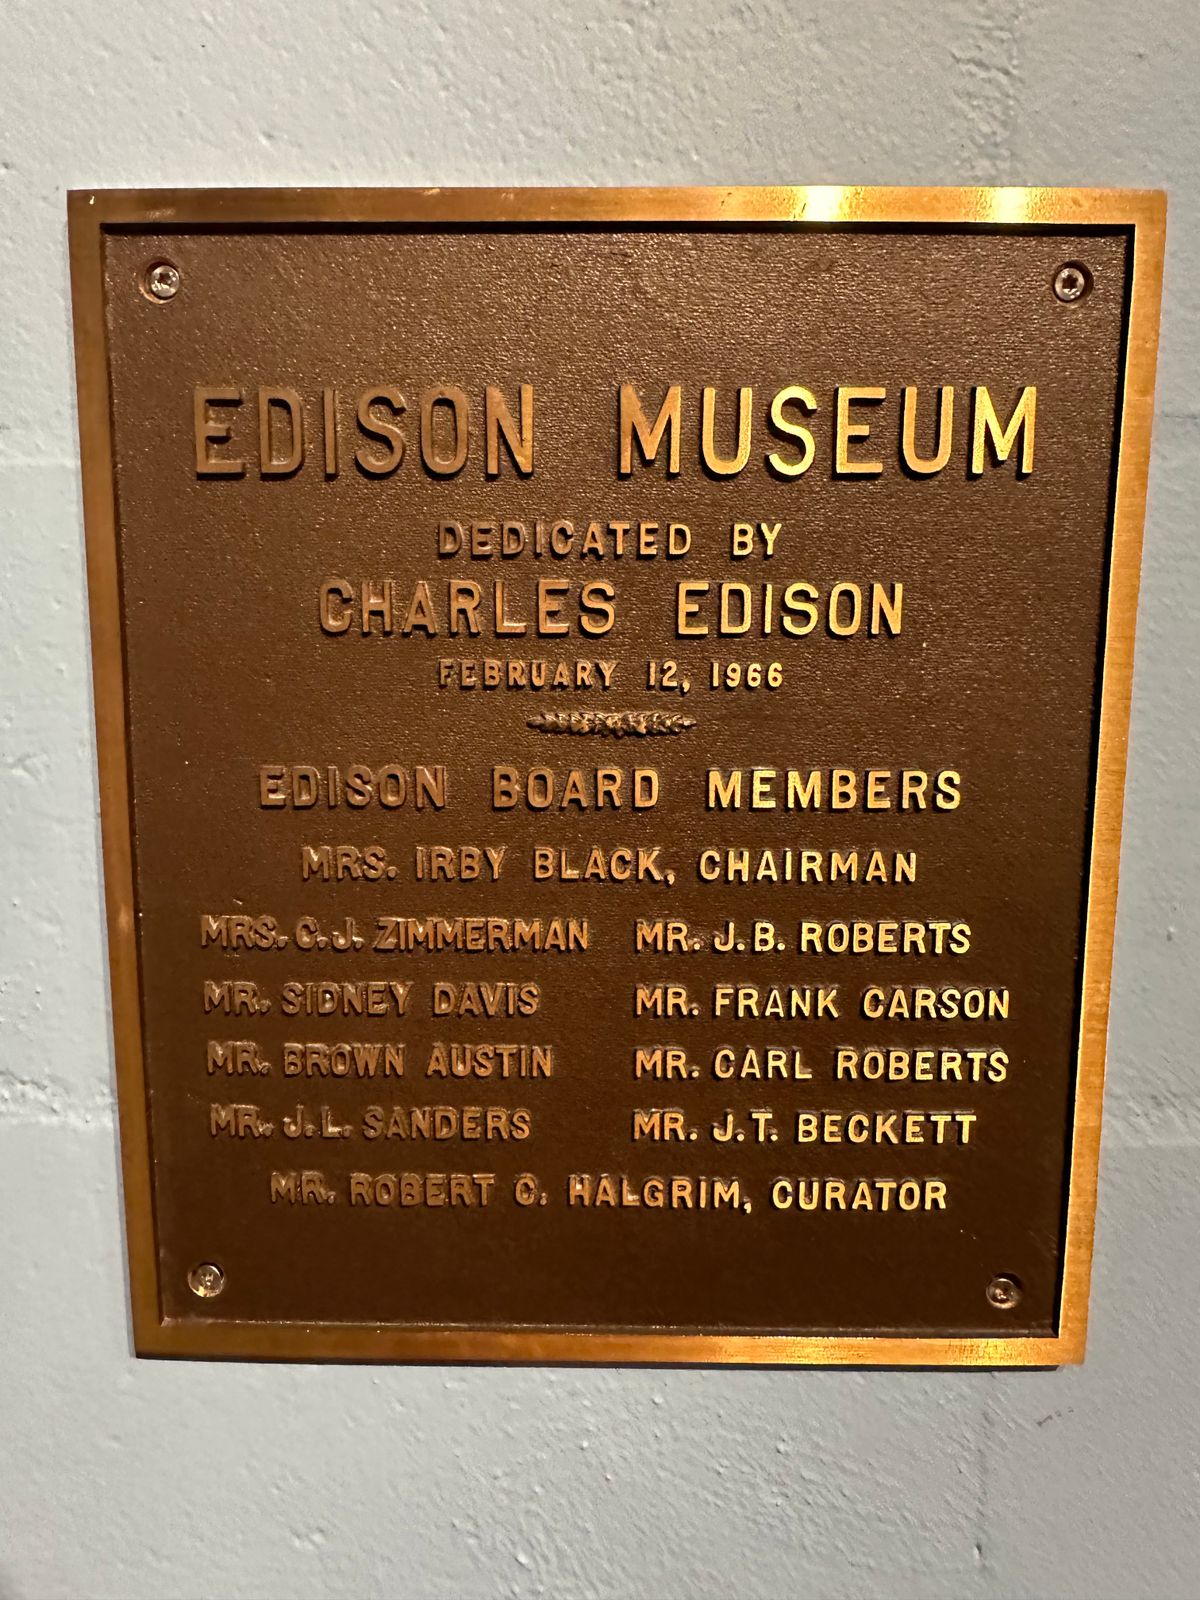 EDISON MUSEUM
DEDICATED BY
CHARLES EDISON
FEBRUARY 12, 1966
EDISON BOARD MEMBERS
MRS. IRBY BLACK, CHAIRMAN
MRS. C. J. ZIMMERMAN MR. J. B. ROBERTS
MR. SIDNEY DAVIS MR. FRANK CARSON
MR. BROWN AUSTIN MR. CARL ROBERTS
MR. J. L. SANDERS MR. J. T. BECKETT
MR. ROBERT C. HALGRIM, CURATOR